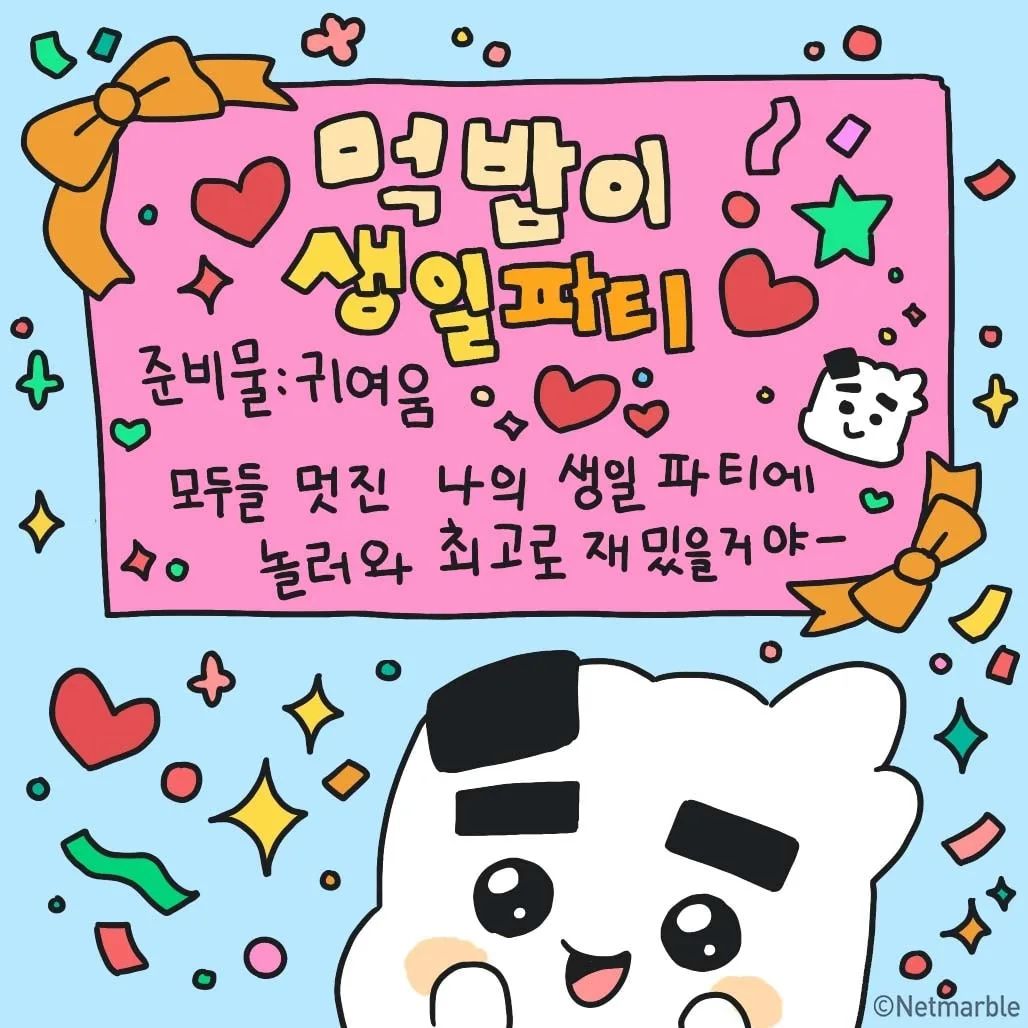 먹밥이
생일파티
준비물:귀여움
모두들 멋진 나의 생일 파티에
놀러와 최고로 재밌을거야-
©Netmarble